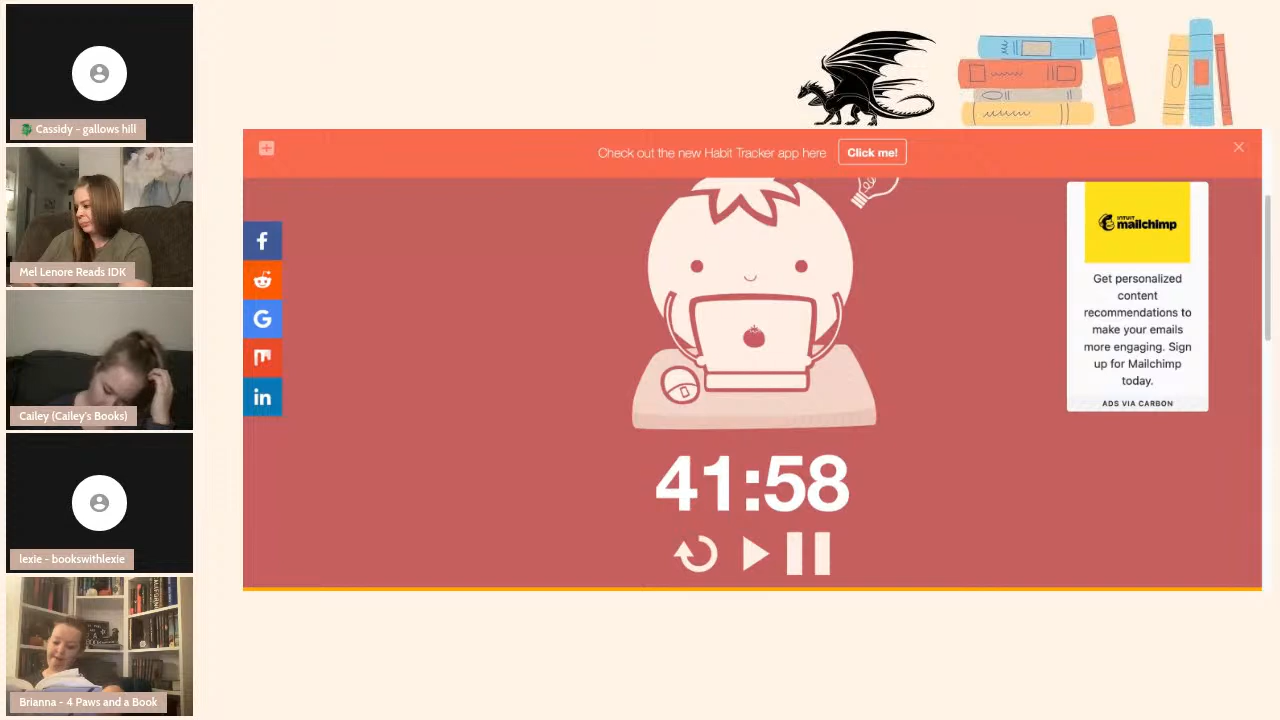 Cassidy - gallows hill
Mel Lenore Reads IDK
Cailey (Cailey's Books)
lexie - bookswithlexie
Brianna - 4 Paws and a Book
Check out the new Habit Tracker app here
Click me!
f
G
in
INTUIT
mailchimp
Get personalized
content
recommendations to
make your emails
more engaging. Sign
up for Mailchimp
today.
ADS VIA CARBON
41:58